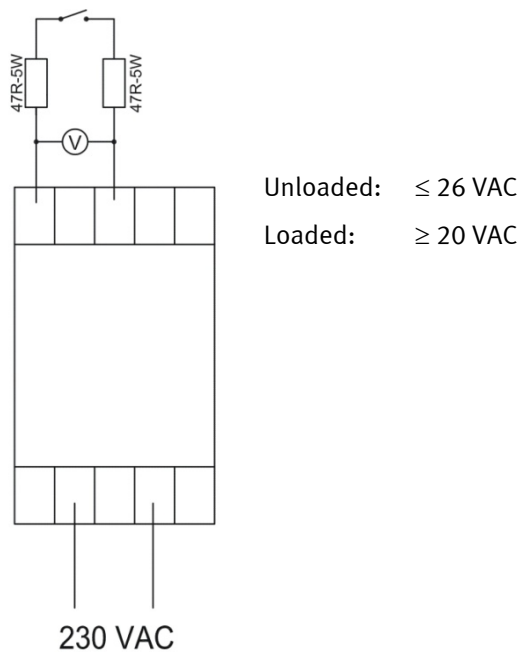 47R-5W
47R-5W
V
Unloaded: ≤ 26 VAC
Loaded: ≥ 20 VAC
230 VAC